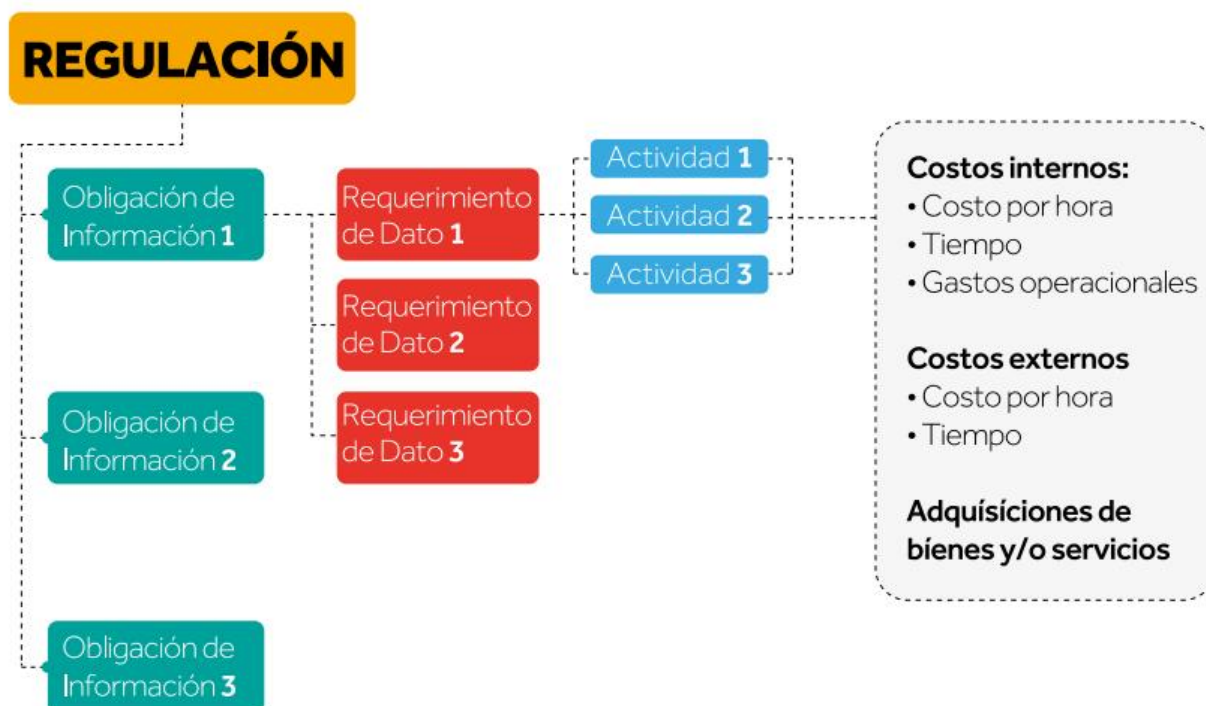 REGULACIÓN
Obligación de
Información 1
Requerimiento
de Dato 1
Actividad 1
Actividad 2
Actividad 3
Requerimiento
de Dato 2
Requerimiento
de Dato 3
Obligación de
Información 2
Obligación de
Información 3
Costos internos:
• Costo por hora
• Tiempo
• Gastos operacionales
Costos externos
• Costo por hora
• Tiempo
Adquísíciones de
bíenes y/o servicios